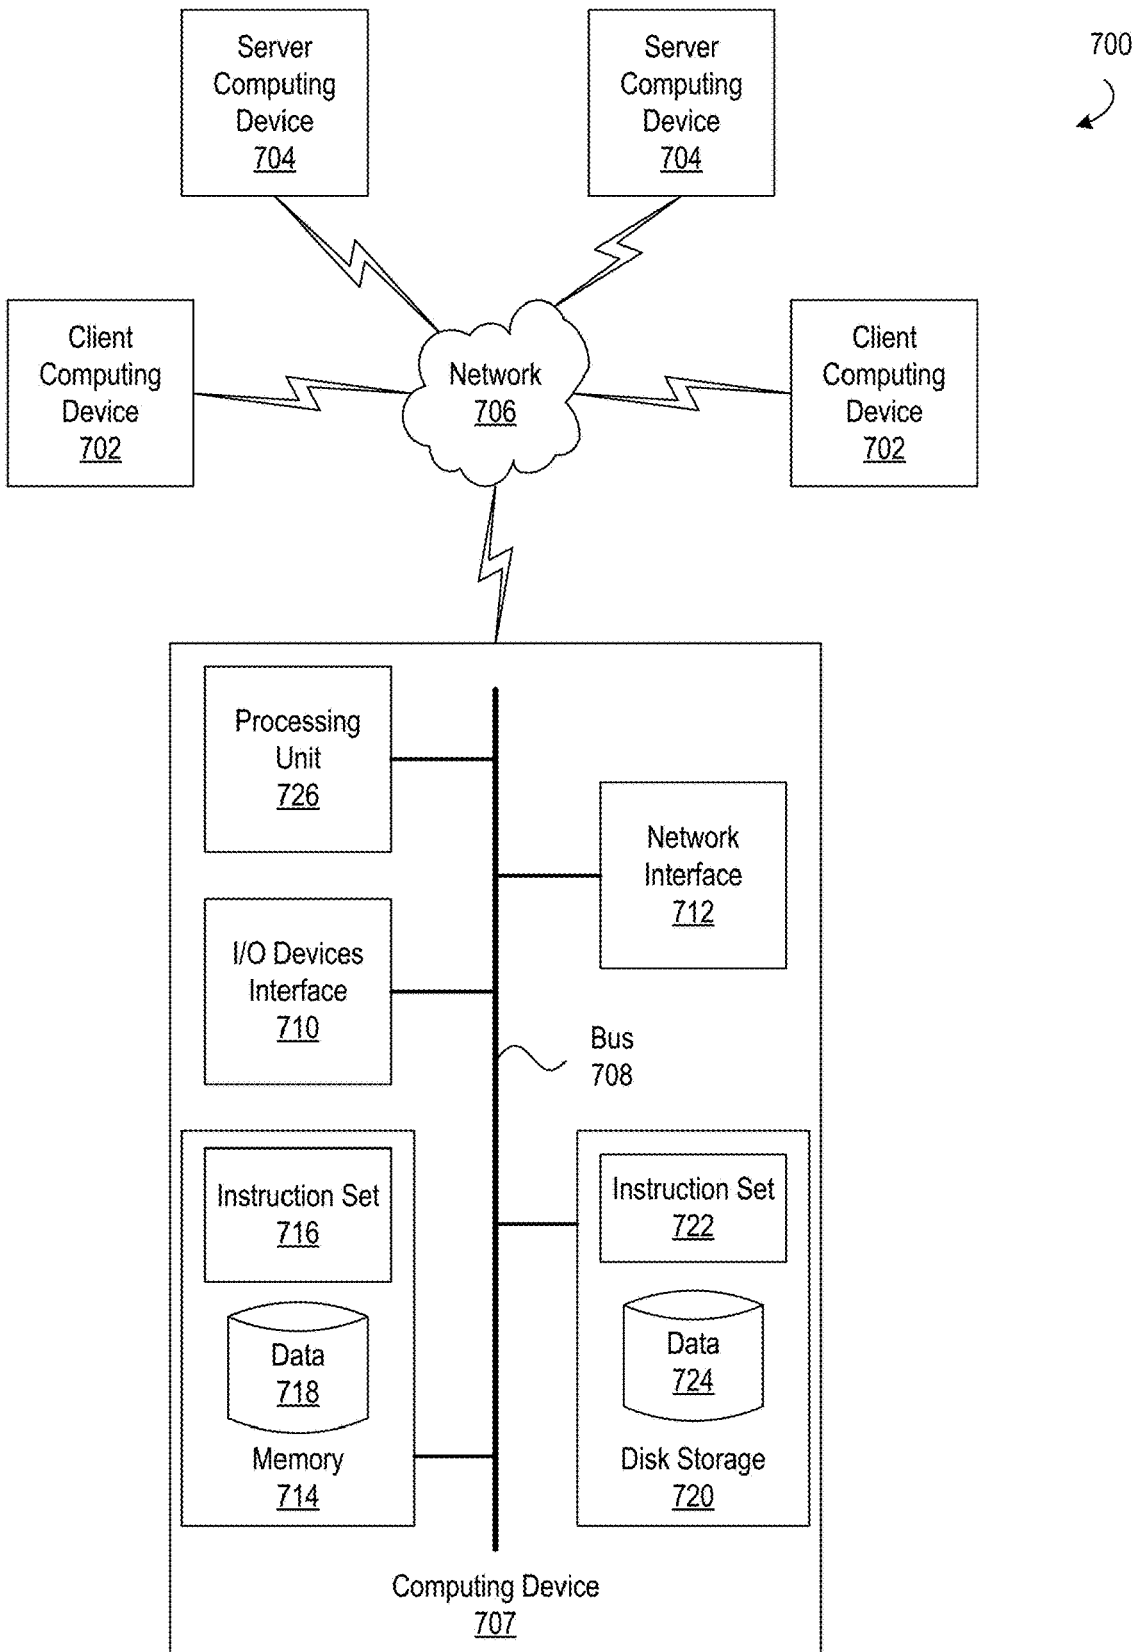 Server
Computing
Device
704
Server
Computing
Device
704
700
Client
Computing
Device
702
Network
706
Client
Computing
Device
702
Processing
Unit
726
Network
Interface
712
I/O Devices
Interface
710
Bus
708
Instruction Set
716
Data
718
Memory
714
Instruction Set
722
Data
724
Disk Storage
720
Computing Device
707